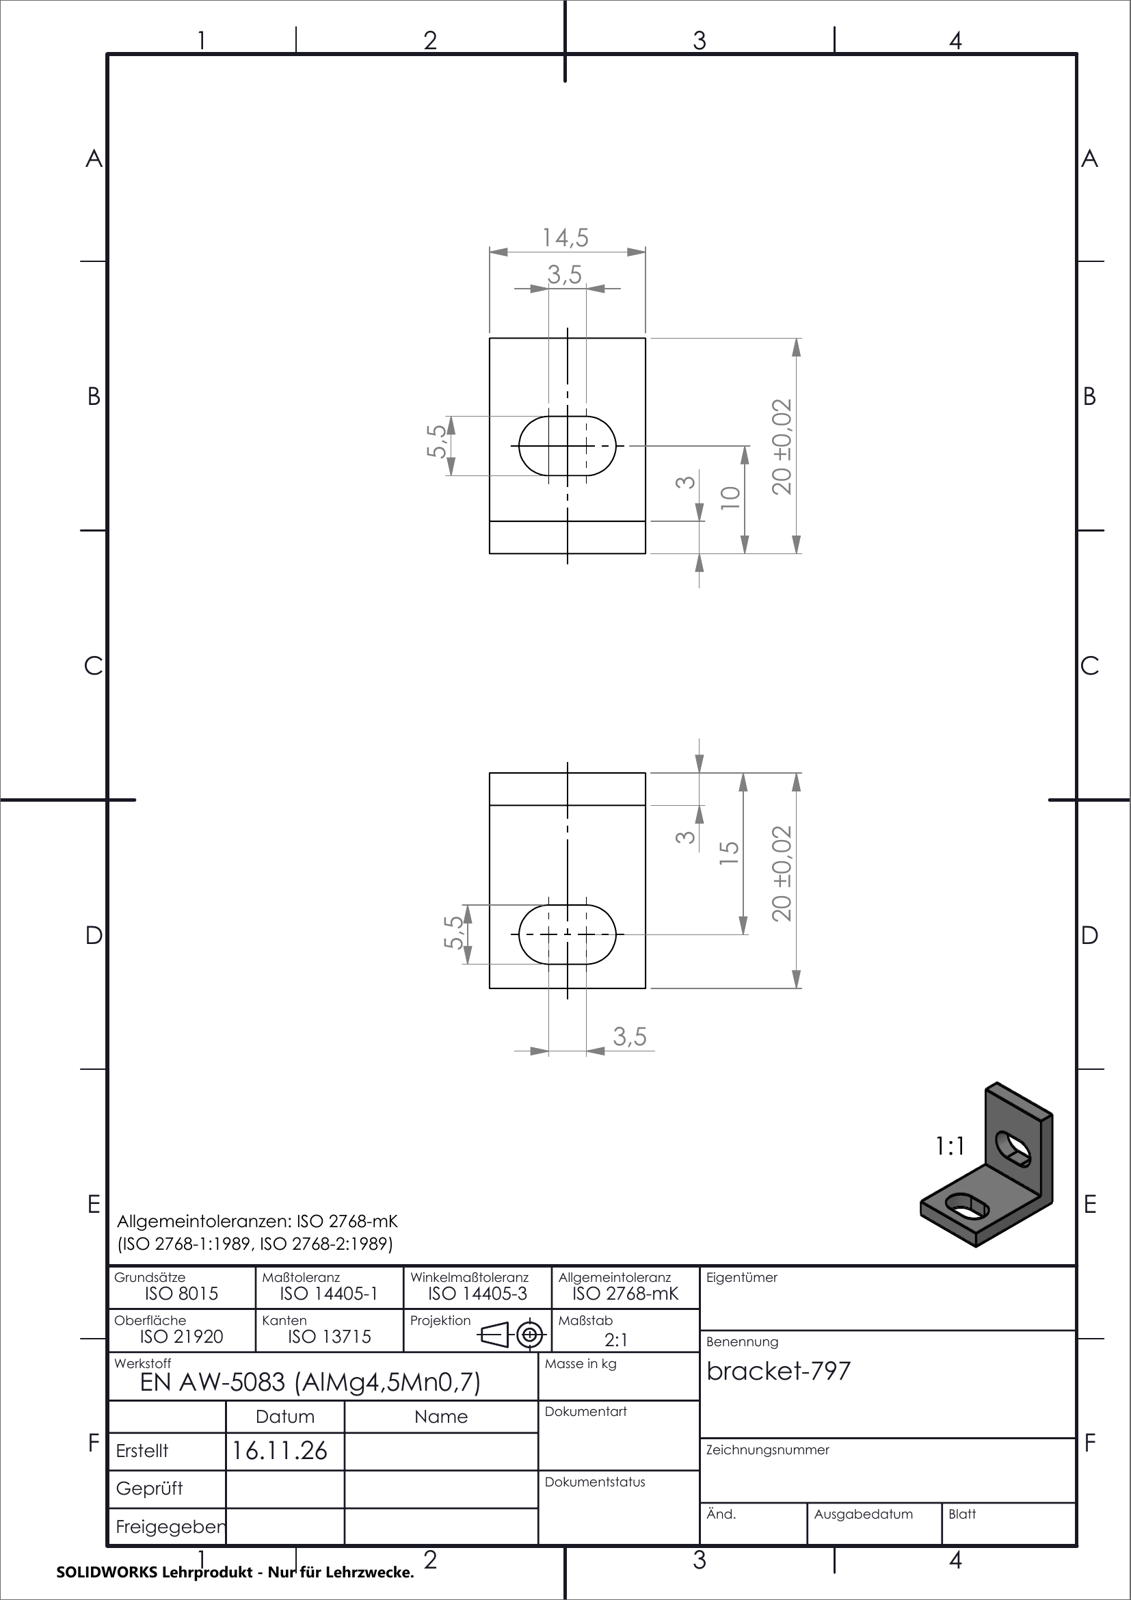 1 2 3 4
A A
14,5
3,5
B B
5,5
3
10
20 ±0,02
C C
3
15
20 ±0,02
5,5
D D
3,5
1:1
E E
Allgemeintoleranzen: ISO 2768-mK
(ISO 2768-1:1989, ISO 2768-2:1989)
Grundsätze Maßtoleranz Winkelmaßtoleranz Allgemeintoleranz Eigentümer
ISO 8015 ISO 14405-1 ISO 14405-3 ISO 2768-mK
Oberfläche Kanten Projektion Maßstab
ISO 21920 ISO 13715 2:1
Benennung
bracket-797
Werkstoff Masse in kg
EN AW-5083 (AlMg4,5Mn0,7)
Datum Name Dokumentart
F F
Erstellt 16.11.26 Zeichnungsnummer
Geprüft Dokumentstatus
Freigegeben Änd. Ausgabedatum Blatt
1 2 3 4
SOLIDWORKS Lehrprodukt - Nur für Lehrzwecke.